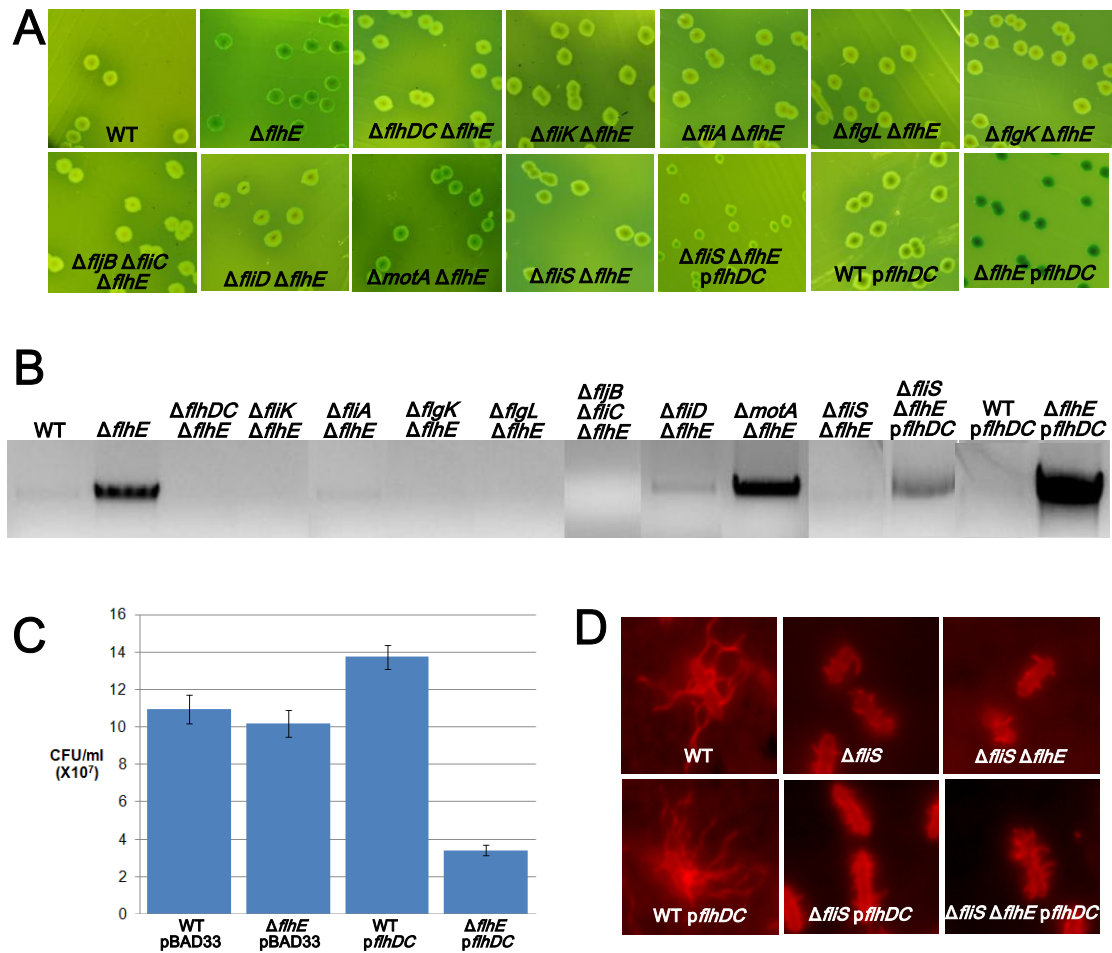 A
WT
ΔflhE
ΔflhDC ΔflhE
ΔfliK ΔflhE
ΔfliA ΔflhE
ΔflgL ΔflhE
ΔflgK ΔflhE
ΔfljB ΔfliC
ΔflhE
ΔfliD ΔflhE
ΔmotA ΔflhE
ΔfliS ΔflhE
ΔfliS ΔflhE
pflhDC
WT pflhDC
ΔflhE pflhDC
B
WT
ΔflhE
ΔflhDC
ΔflhE
ΔfliK
ΔflhE
ΔfliA
ΔflhE
ΔflgK
ΔflhE
ΔflgL
ΔflhE
ΔfljB
ΔfliC
ΔflhE
ΔfliD
ΔflhE
ΔmotA
ΔflhE
ΔfliS
ΔflhE
ΔfliS
ΔflhE
pflhDC
WT
pflhDC
ΔflhE
pflhDC
C
16
14
12
10
8
6
4
2
0
CFU/ml
(X10⁷)
WT
pBAD33
ΔflhE
pBAD33
WT
pflhDC
ΔflhE
pflhDC
D
WT
ΔfliS
ΔfliS ΔflhE
WT pflhDC
ΔfliS pflhDC
ΔfliS ΔflhE pflhDC